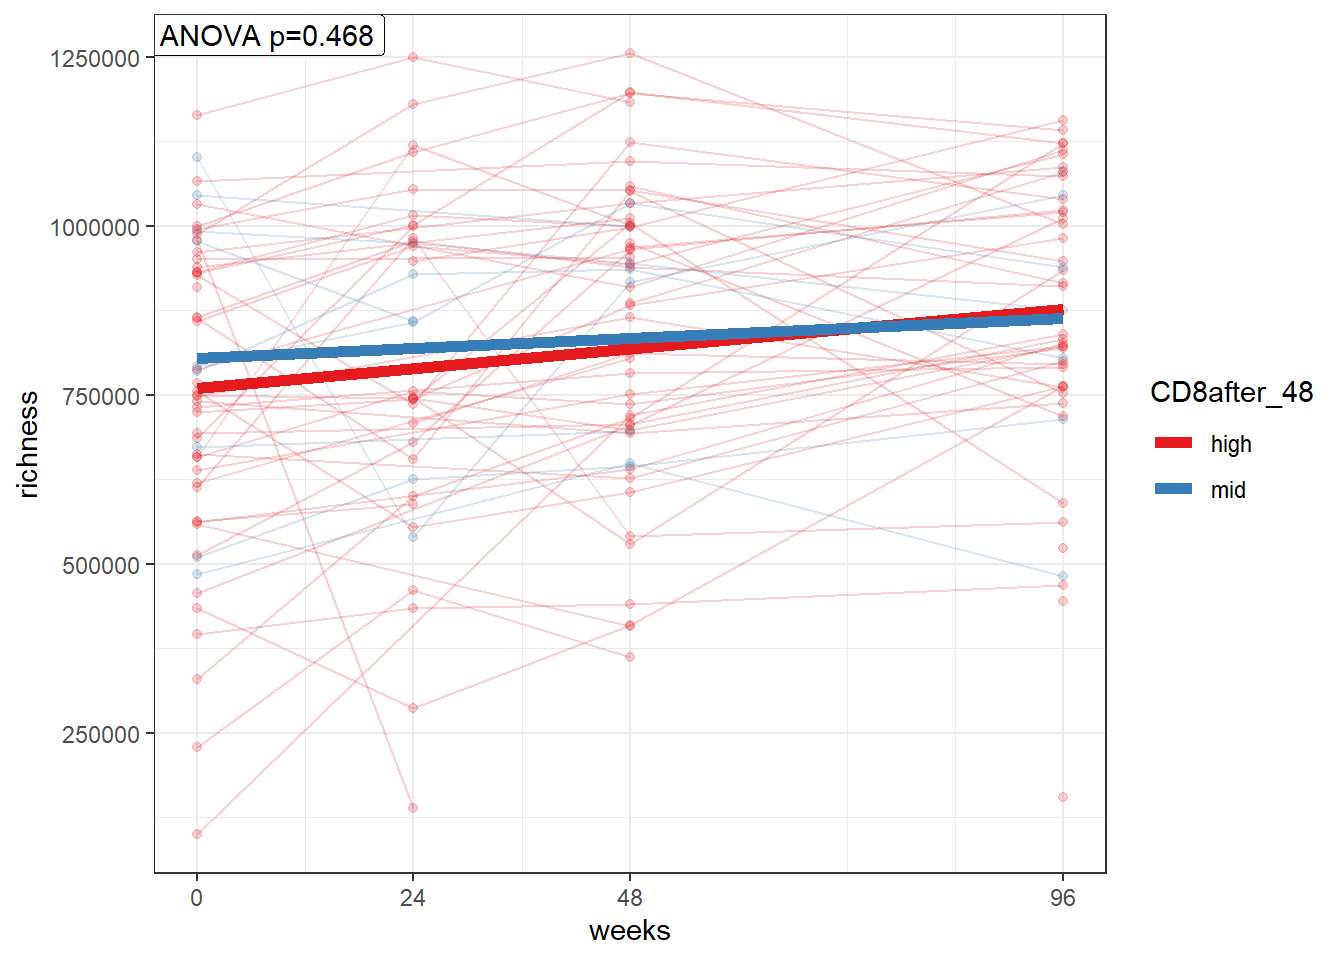 ANOVA p=0.468
1250000
1000000
750000
500000
250000
richness
0 24 48 96
weeks
CD8after_48
high
mid